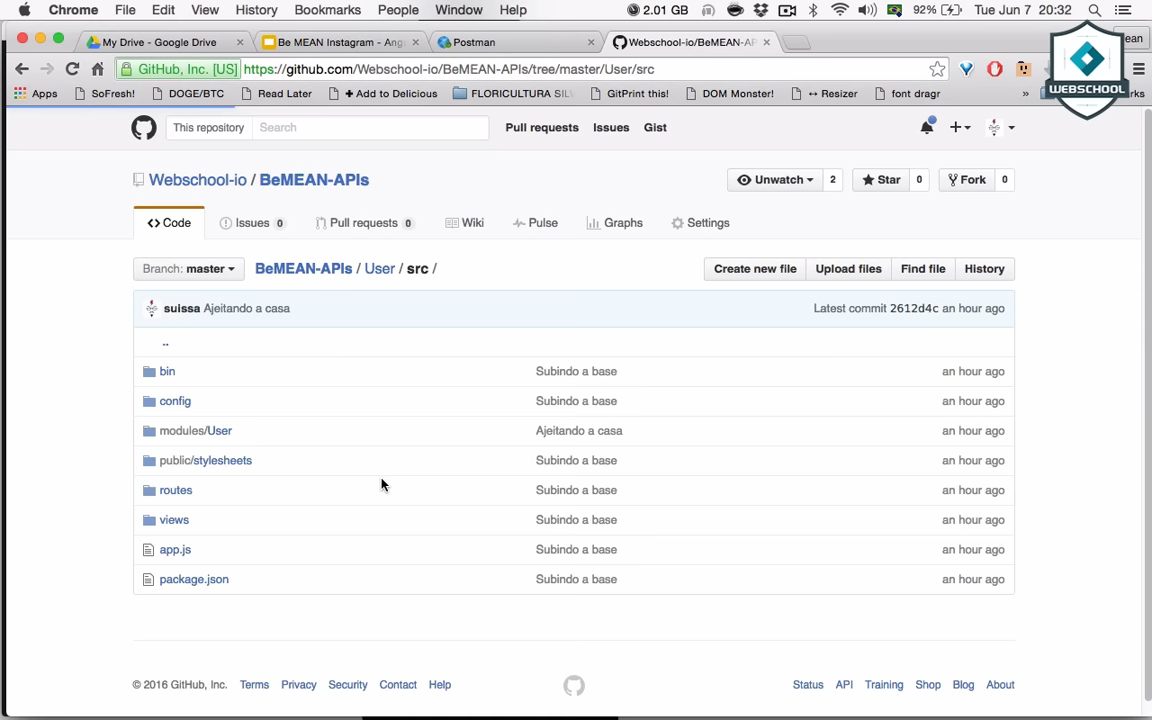 Chrome File Edit View History Bookmarks People Window Help 2.01 GB 92% Tue Jun 7 20:32
My Drive - Google Drive Be MEAN Instagram - Ang Postman Webschool-io/BeMEAN-AP ean
GitHub, Inc. [US] https://github.com/Webschool-io/BeMEAN-APIs/tree/master/User/src
WEBSCHOOL
Apps SoFresh! DOGE/BTC Read Later + Add to Delicious FLORICULTURA SIL GitPrint this! DOM Monster! ↔ Resizer font dragr » rks
This repository Search Pull requests Issues Gist
Webschool-io / BeMEAN-APIs Unwatch 2 Star 0 Fork 0
Code Issues 0 Pull requests 0 Wiki Pulse Graphs Settings
Branch: master BeMEAN-APIs / User / src / Create new file Upload files Find file History
suissa Ajeitando a casa Latest commit 2612d4c an hour ago
..
bin Subindo a base an hour ago
config Subindo a base an hour ago
modules/User Ajeitando a casa an hour ago
public/stylesheets Subindo a base an hour ago
routes Subindo a base an hour ago
views Subindo a base an hour ago
app.js Subindo a base an hour ago
package.json Subindo a base an hour ago
© 2016 GitHub, Inc. Terms Privacy Security Contact Help Status API Training Shop Blog About